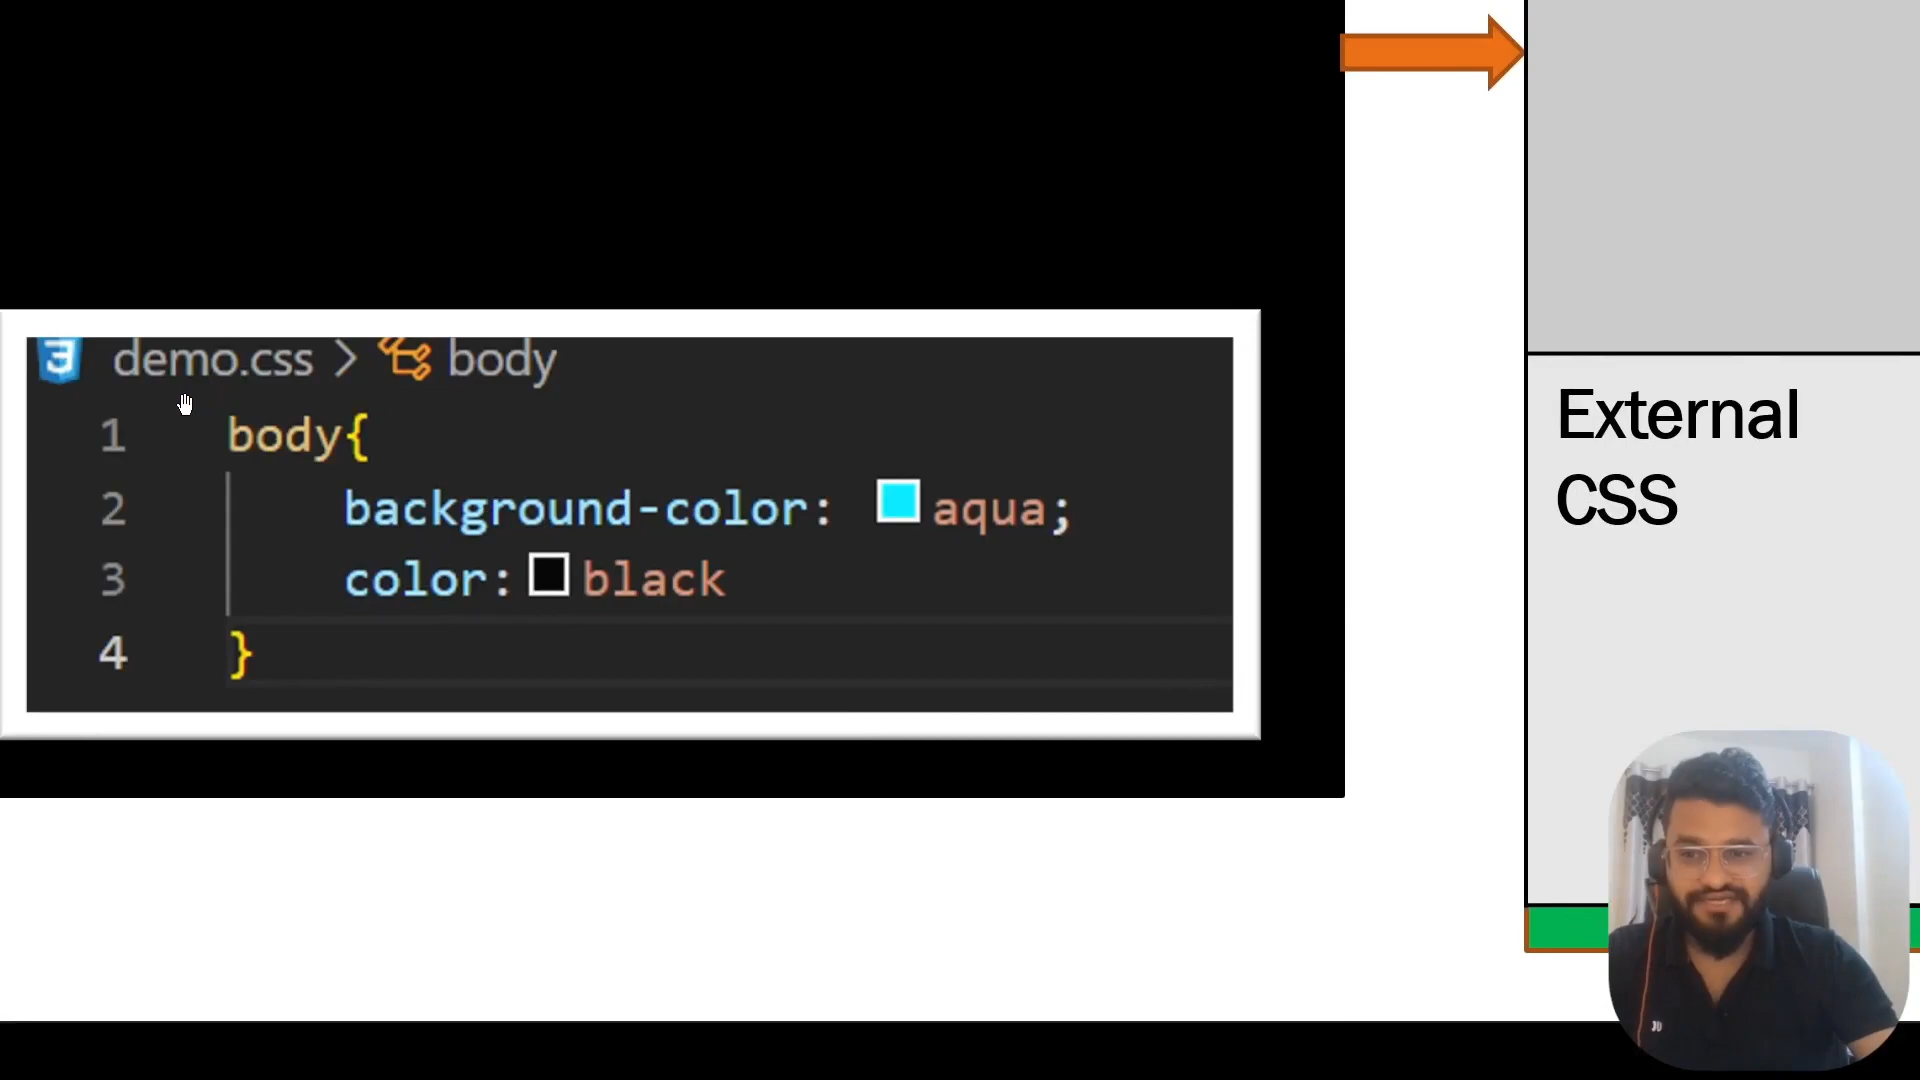 demo.css > body
1 body{
2 background-color: aqua;
3 color: black
4 }
External
CSS